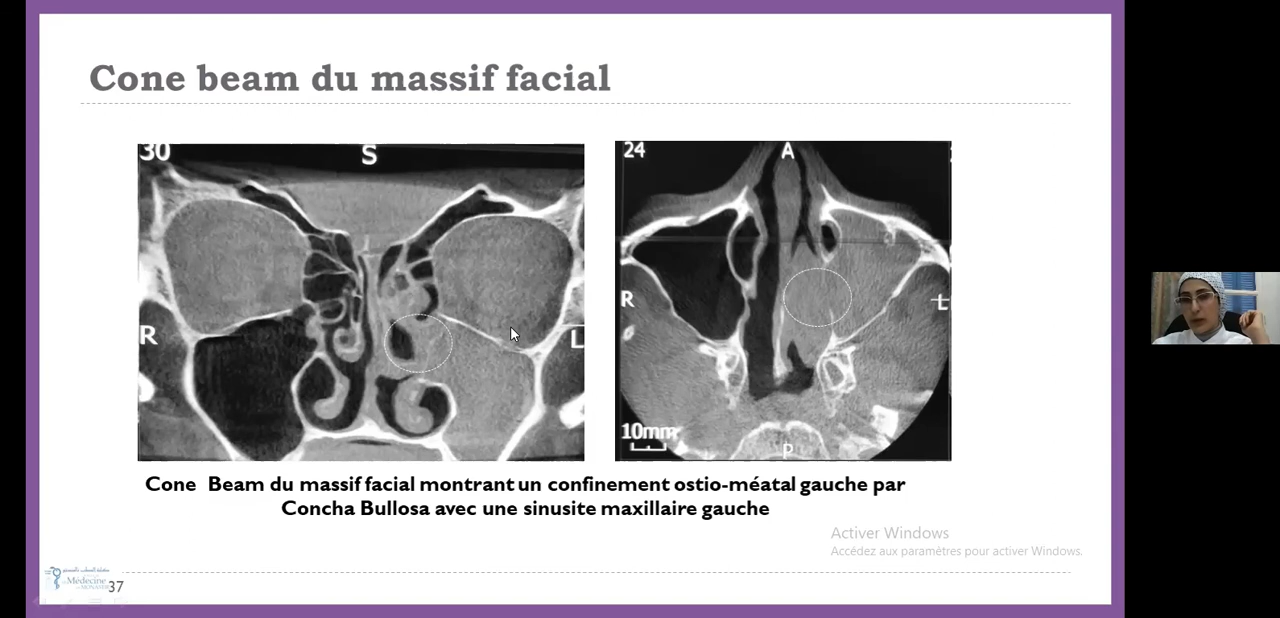 Cone beam du massif facial
30
S
R
L
24
A
R
L
10mm
P
Cone Beam du massif facial montrant un confinement ostio-méatal gauche par
Concha Bullosa avec une sinusite maxillaire gauche
Activer Windows
Accédez aux paramètres pour activer Windows.
Médecine
37